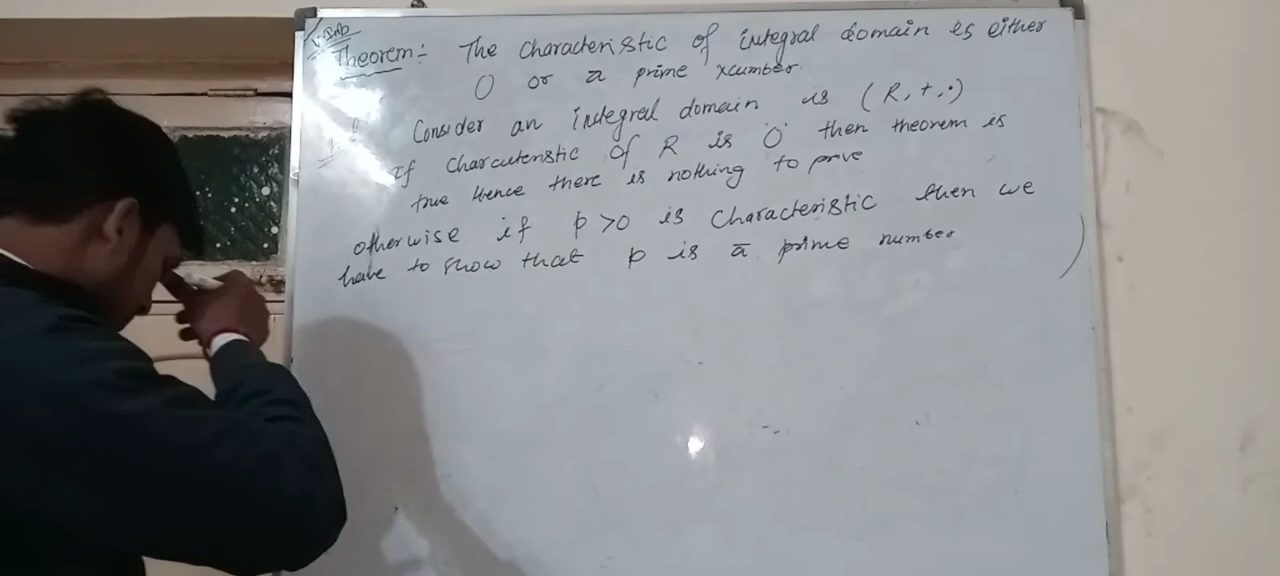 Theorem:- The characteristic of integral domain is either
0 or a prime number.
Consider an integral domain is (R, +, .)
If Characteristic of R is '0' then theorem is
true Hence there is nothing to prove
otherwise if p >0 is characteristic then we
have to show that p is a prime number